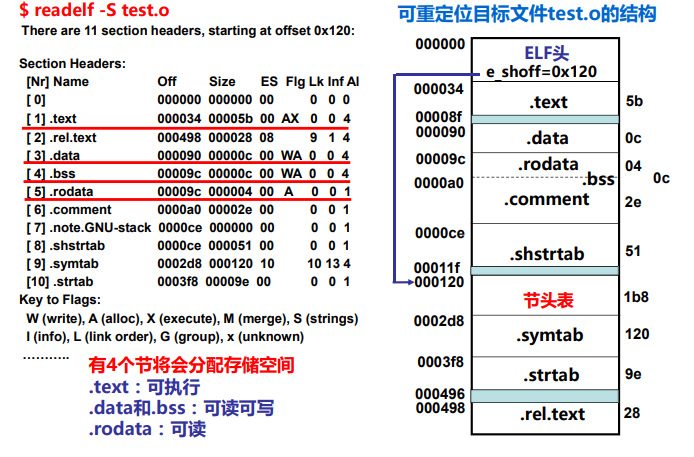 $ readelf -S test.o
There are 11 section headers, starting at offset 0x120:
Section Headers:
[Nr] Name Off Size ES Flg Lk Inf Al
[ 0] 000000 000000 00 0 0 0
[ 1] .text 000034 00005b 00 AX 0 0 4
[ 2] .rel.text 000498 000028 08 9 1 4
[ 3] .data 000090 00000c 00 WA 0 0 4
[ 4] .bss 00009c 00000c 00 WA 0 0 4
[ 5] .rodata 00009c 000004 00 A 0 0 1
[ 6] .comment 0000a0 00002e 00 0 0 1
[ 7] .note.GNU-stack 0000ce 000000 00 0 0 1
[ 8] .shstrtab 0000ce 000051 00 0 0 1
[ 9] .symtab 0002d8 000120 10 10 13 4
[10] .strtab 0003f8 00009e 00 0 0 1
Key to Flags:
W (write), A (alloc), X (execute), M (merge), S (strings)
I (info), L (link order), G (group), x (unknown)
………..
有4个节将会分配存储空间
.text：可执行
.data和.bss：可读可写
.rodata：可读
可重定位目标文件test.o的结构
000000
ELF头
e_shoff=0x120
000034
.text 5b
00008f
000090
.data 0c
00009c
.rodata 04
.bss 0c
0000a0
.comment 2e
0000ce
.shstrtab 51
00011f
000120
节头表 1b8
0002d8
.symtab 120
0003f8
.strtab 9e
000496
000498
.rel.text 28